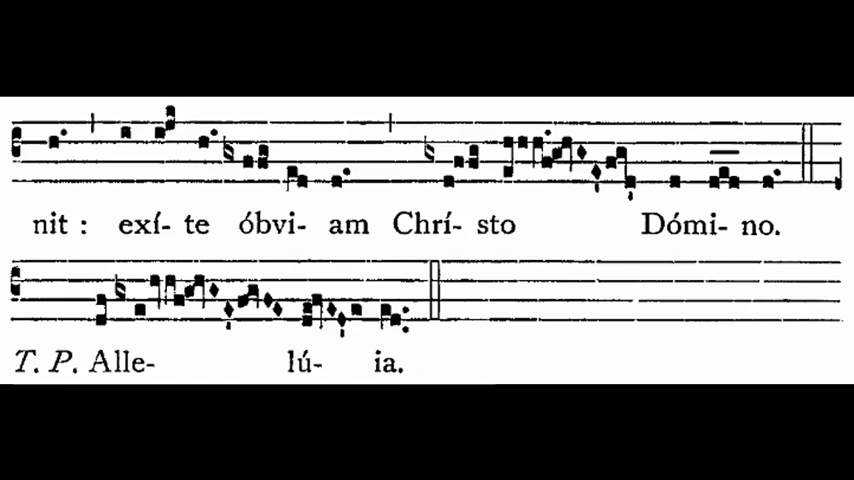 nit : exí- te óbvi- am Chrí- sto Dómi- no.
T. P. Alle- lú- ia.